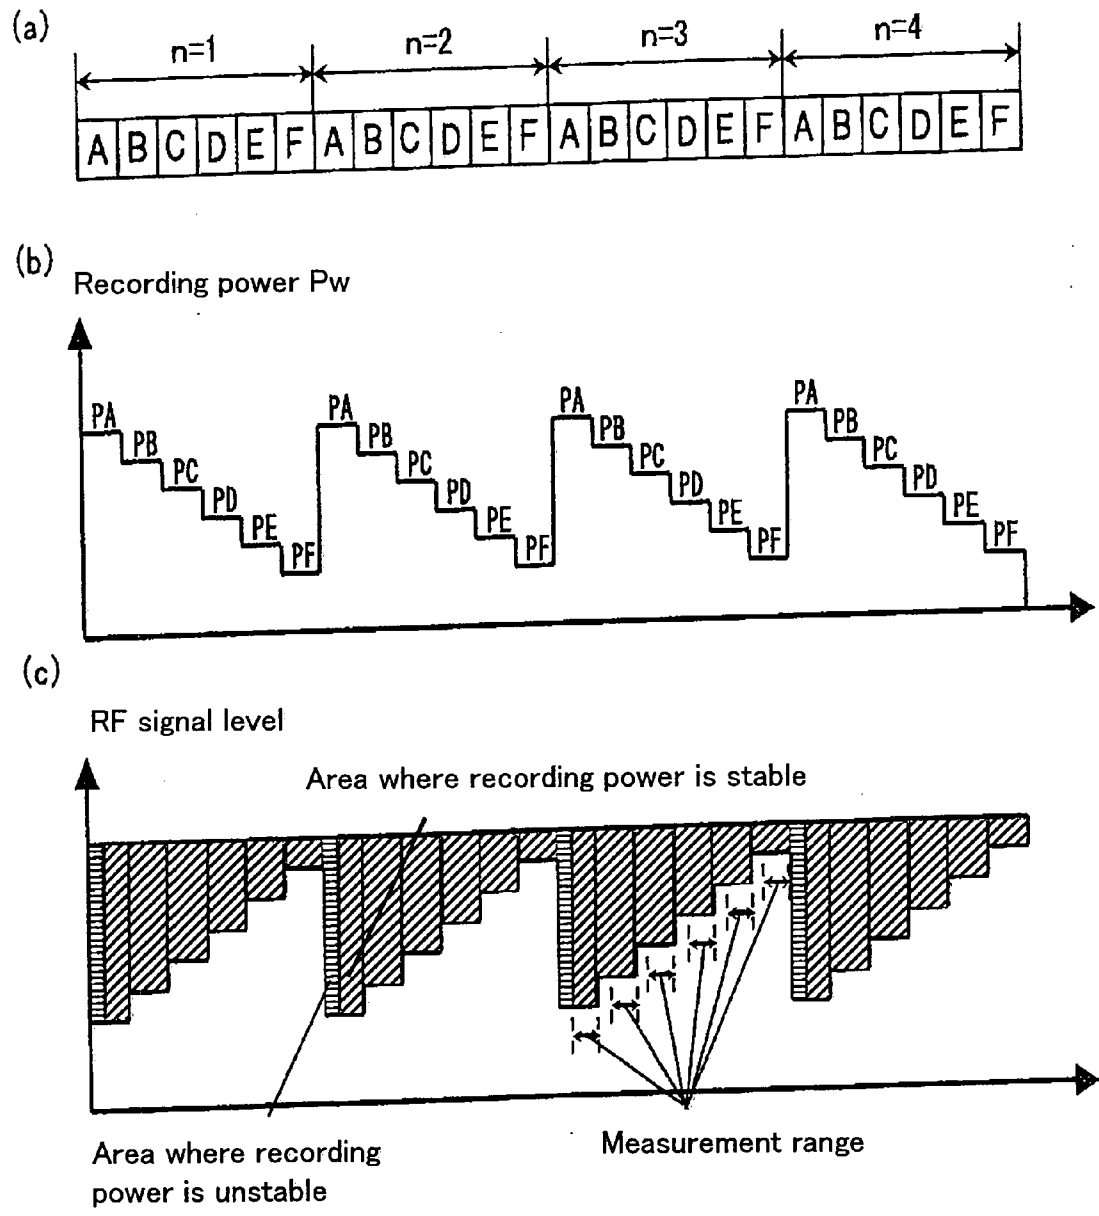 (a)
n=1 n=2 n=3 n=4
A B C D E F A B C D E F A B C D E F A B C D E F
(b)
Recording power Pw
PA PB PC PD PE PF PA PB PC PD PE PF PA PB PC PD PE PF PA PB PC PD PE PF
(c)
RF signal level
Area where recording power is stable
Area where recording
power is unstable
Measurement range